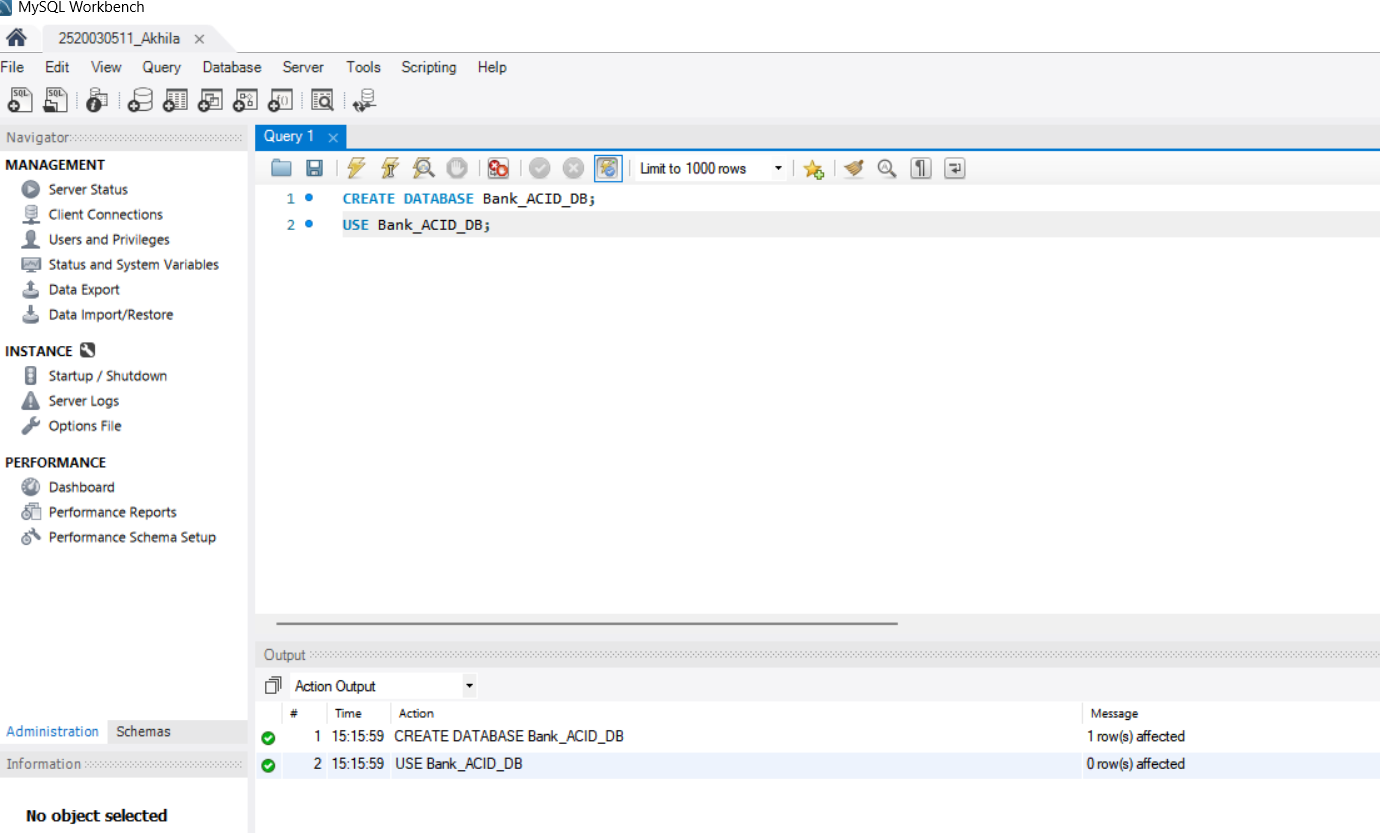 MySQL Workbench
2520030511_Akhila
File Edit View Query Database Server Tools Scripting Help
SQL SQL
Navigator
MANAGEMENT
Server Status
Client Connections
Users and Privileges
Status and System Variables
Data Export
Data Import/Restore
INSTANCE
Startup / Shutdown
Server Logs
Options File
PERFORMANCE
Dashboard
Performance Reports
Performance Schema Setup
Administration Schemas
Information
No object selected
Query 1
Limit to 1000 rows
1 CREATE DATABASE Bank_ACID_DB;
2 USE Bank_ACID_DB;
Output
Action Output
# Time Action Message
1 15:15:59 CREATE DATABASE Bank_ACID_DB 1 row(s) affected
2 15:15:59 USE Bank_ACID_DB 0 row(s) affected